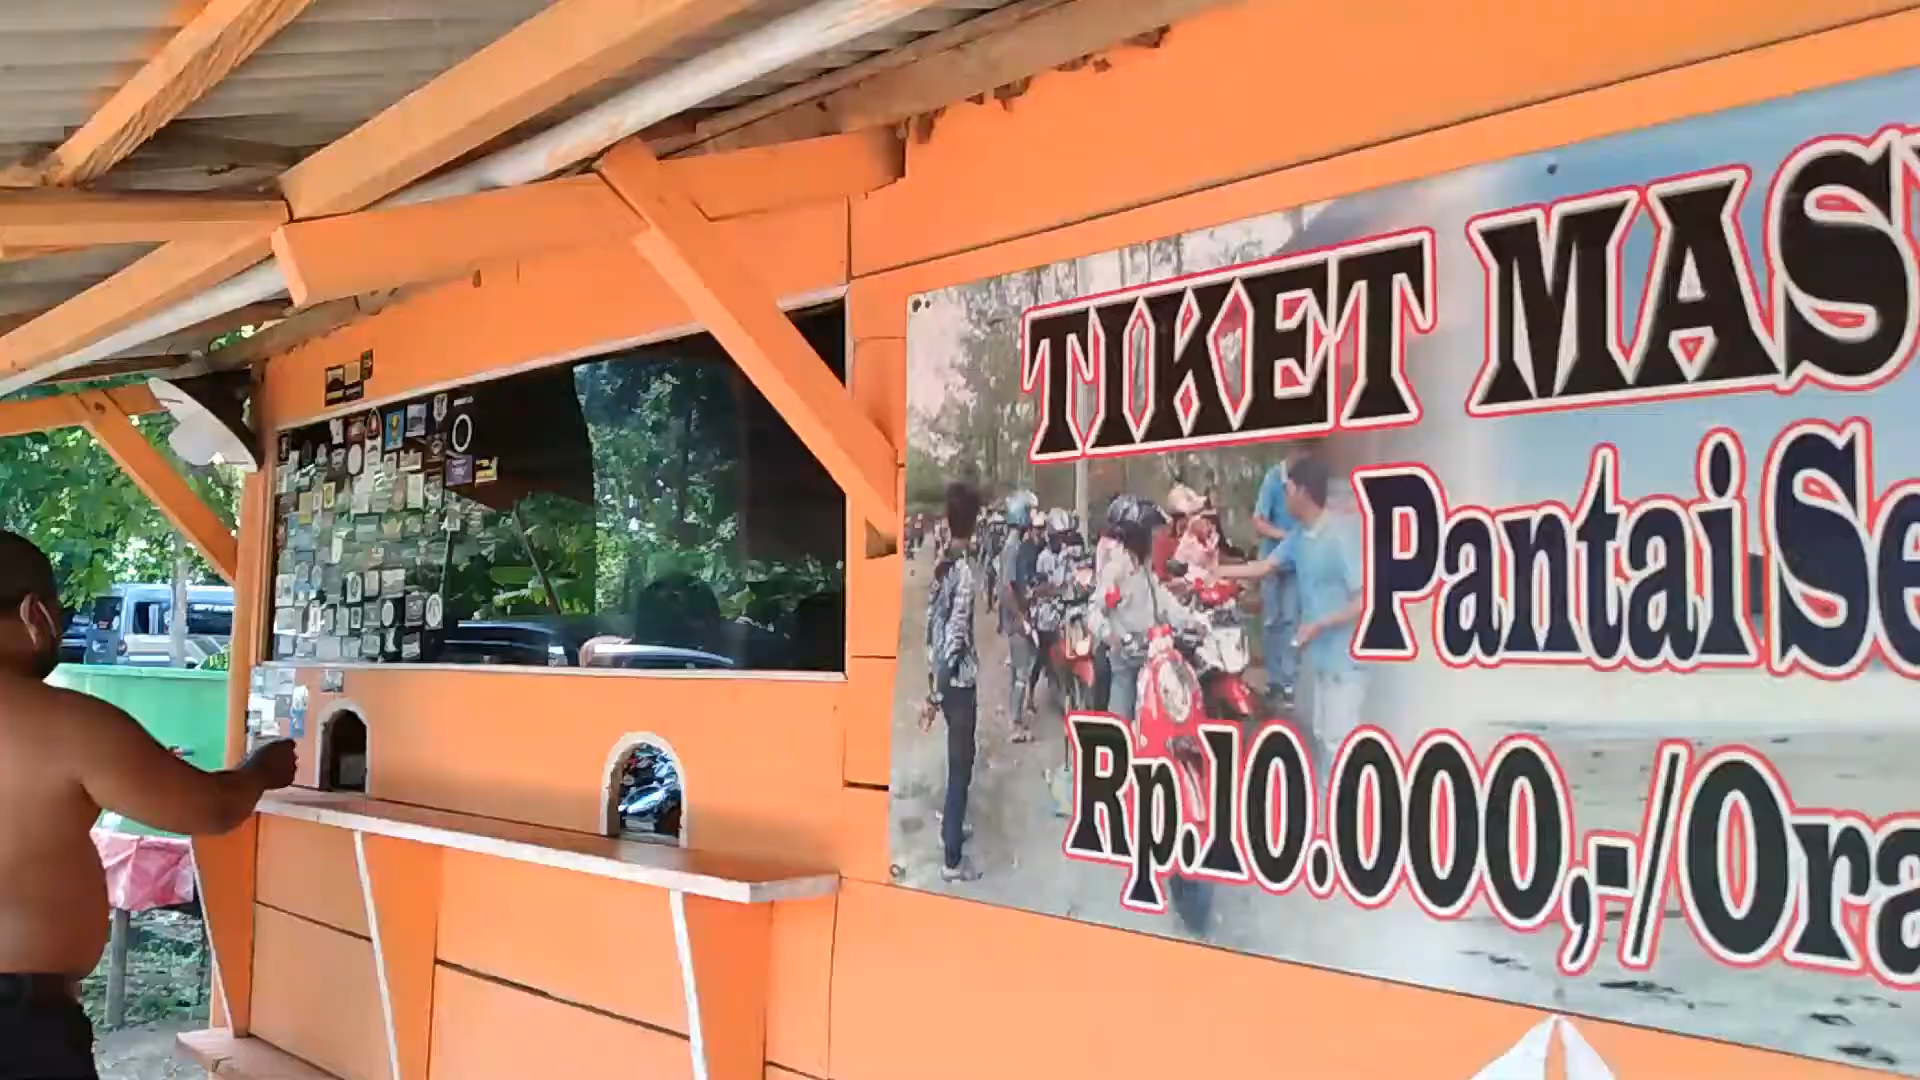 TIKET MAS
Pantai Se
Rp.10.000,-/Ora